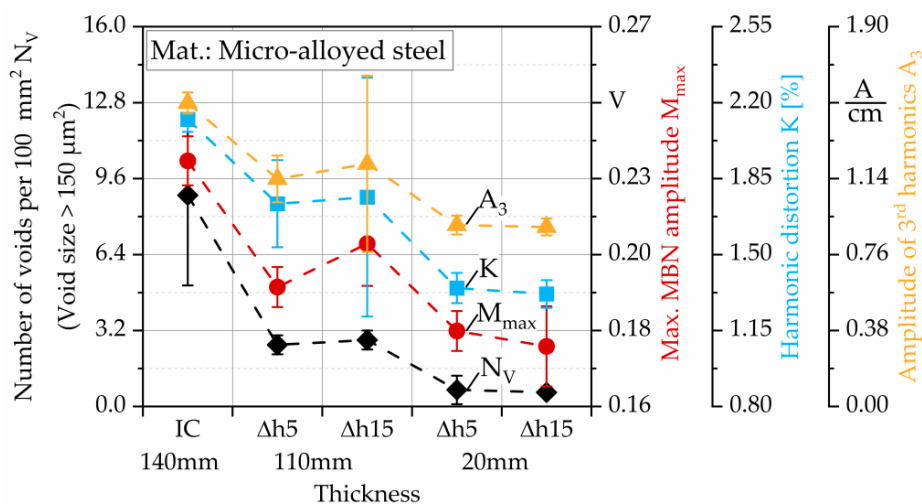 Mat.: Micro-alloyed steel
Number of voids per 100 mm² N_V
(Void size > 150 µm²)
16.0
12.8
9.6
6.4
3.2
0.0
A₃
K
M_max
N_V
IC
Δh5
Δh15
Δh5
Δh15
140mm
110mm
20mm
Thickness
0.27
V
0.23
0.20
0.18
0.16
Max. MBN amplitude M_max
2.55
2.20
1.85
1.50
1.15
0.80
Harmonic distortion K [%]
1.90
A
cm
1.14
0.76
0.38
0.00
Amplitude of 3rd harmonics A₃